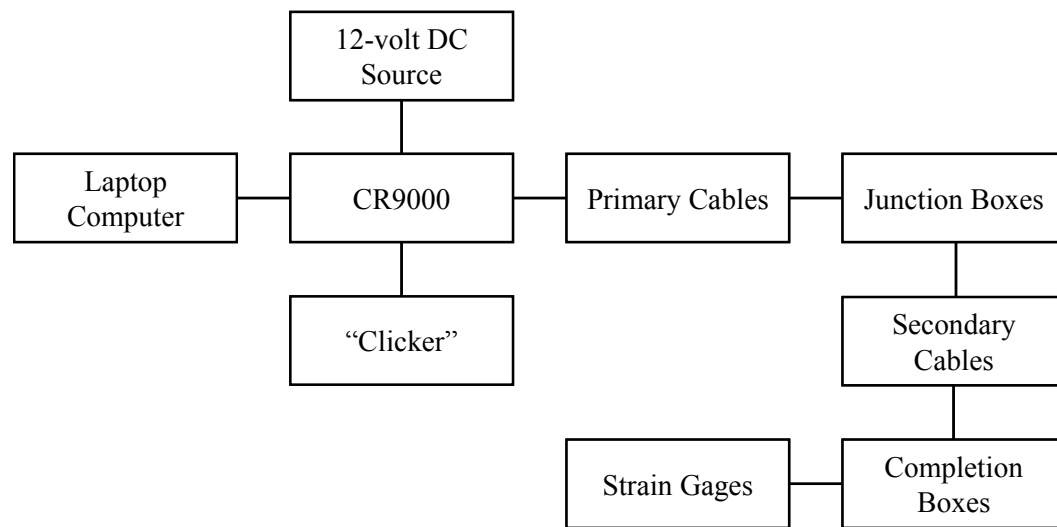 12-volt DC
Source
Laptop
Computer
CR9000
Primary Cables
Junction Boxes
“Clicker”
Secondary
Cables
Strain Gages
Completion
Boxes